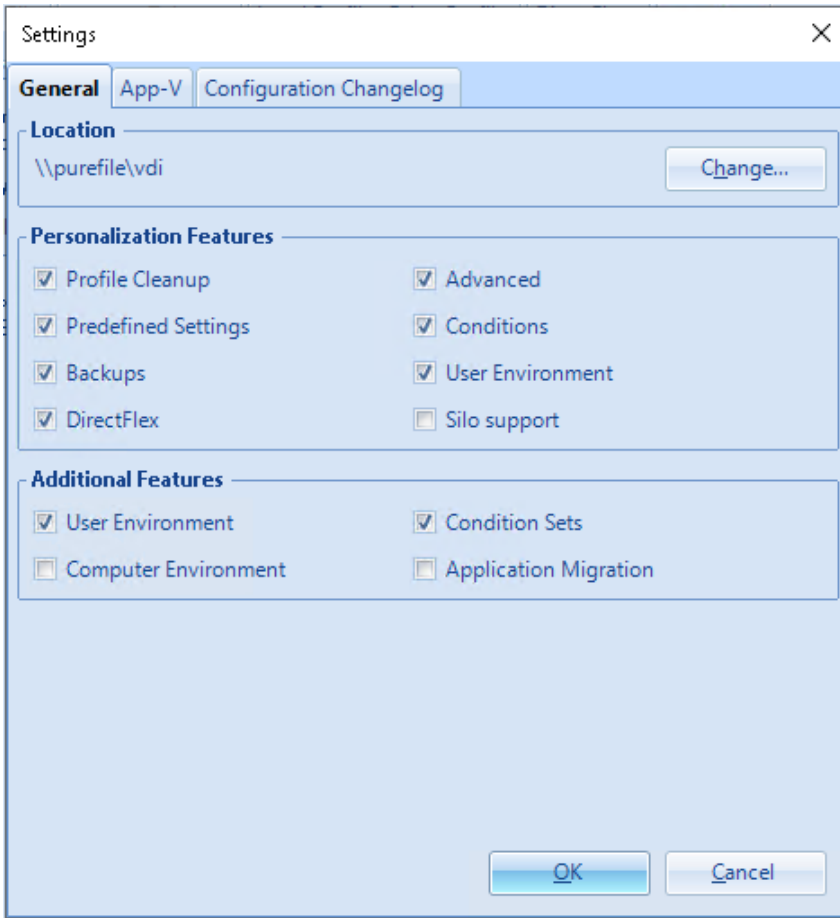 Settings
General App-V Configuration Changelog
Location
\\purefile\vdi Change...
Personalization Features
Profile Cleanup Advanced
Predefined Settings Conditions
Backups User Environment
DirectFlex Silo support
Additional Features
User Environment Condition Sets
Computer Environment Application Migration
OK Cancel